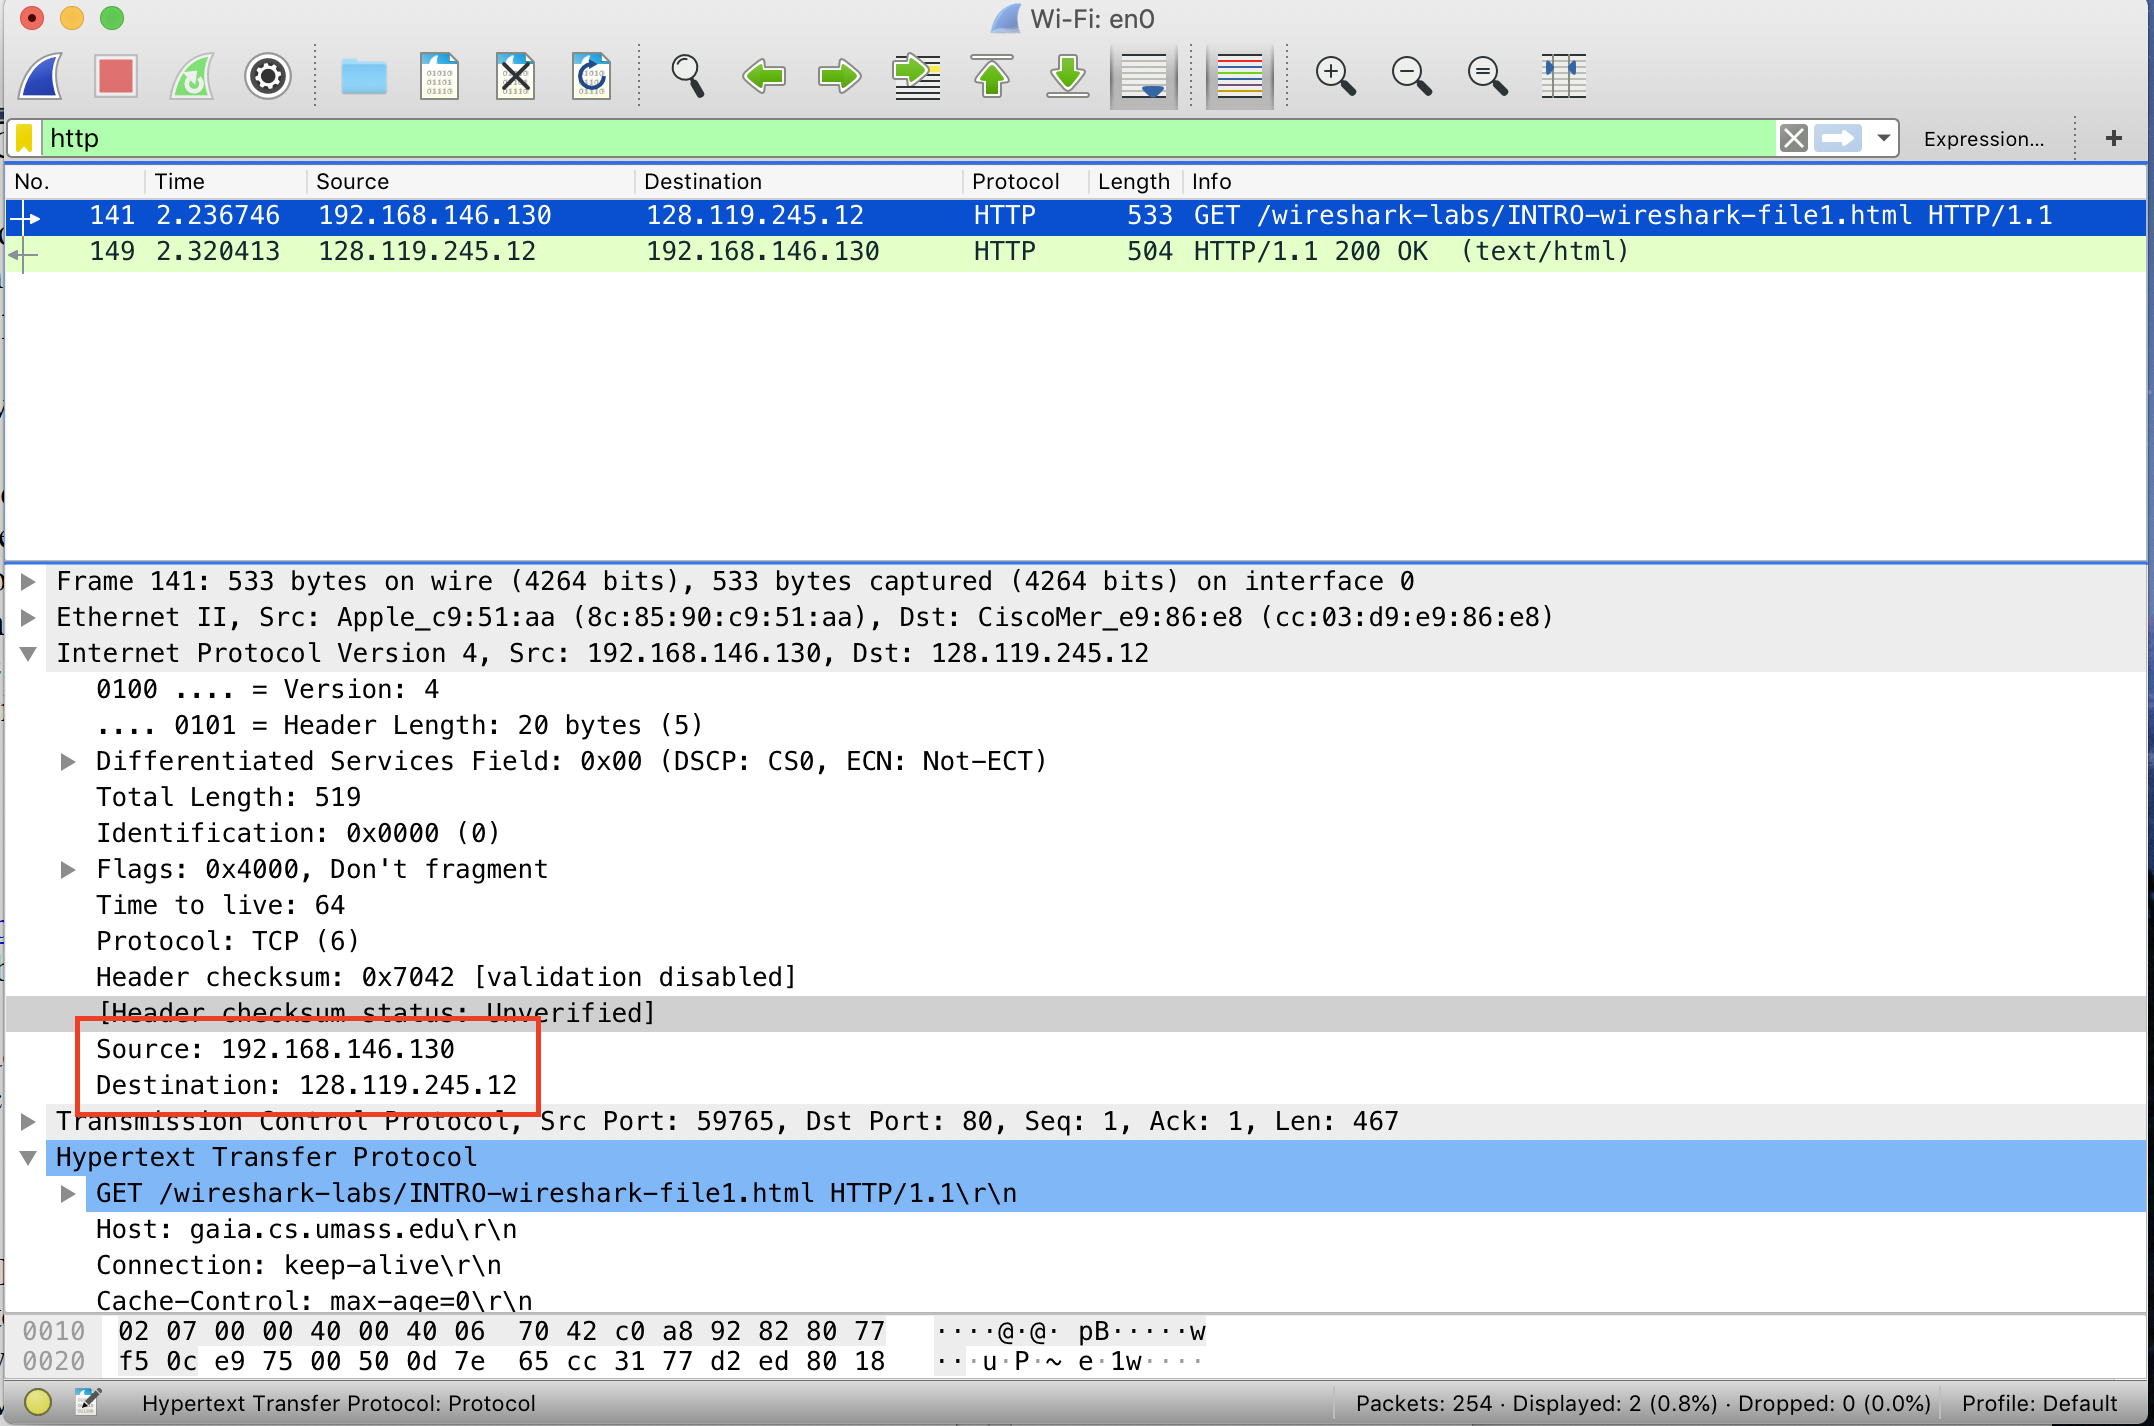 Wi-Fi: en0
http
Expression...
+
No. Time Source Destination Protocol Length Info
141 2.236746 192.168.146.130 128.119.245.12 HTTP 533 GET /wireshark-labs/INTRO-wireshark-file1.html HTTP/1.1
149 2.320413 128.119.245.12 192.168.146.130 HTTP 504 HTTP/1.1 200 OK (text/html)
Frame 141: 533 bytes on wire (4264 bits), 533 bytes captured (4264 bits) on interface 0
Ethernet II, Src: Apple_c9:51:aa (8c:85:90:c9:51:aa), Dst: CiscoMer_e9:86:e8 (cc:03:d9:e9:86:e8)
Internet Protocol Version 4, Src: 192.168.146.130, Dst: 128.119.245.12
0100 .... = Version: 4
.... 0101 = Header Length: 20 bytes (5)
Differentiated Services Field: 0x00 (DSCP: CS0, ECN: Not-ECT)
Total Length: 519
Identification: 0x0000 (0)
Flags: 0x4000, Don't fragment
Time to live: 64
Protocol: TCP (6)
Header checksum: 0x7042 [validation disabled]
[Header checksum status: Unverified]
Source: 192.168.146.130
Destination: 128.119.245.12
Transmission Control Protocol, Src Port: 59765, Dst Port: 80, Seq: 1, Ack: 1, Len: 467
Hypertext Transfer Protocol
GET /wireshark-labs/INTRO-wireshark-file1.html HTTP/1.1\r\n
Host: gaia.cs.umass.edu\r\n
Connection: keep-alive\r\n
Cache-Control: max-age=0\r\n
0010 02 07 00 00 40 00 40 06 70 42 c0 a8 92 82 80 77 ····@·@· pB·····w
0020 f5 0c e9 75 00 50 0d 7e 65 cc 31 77 d2 ed 80 18 ···u·P·~ e·1w····
Hypertext Transfer Protocol: Protocol
Packets: 254 · Displayed: 2 (0.8%) · Dropped: 0 (0.0%)
Profile: Default